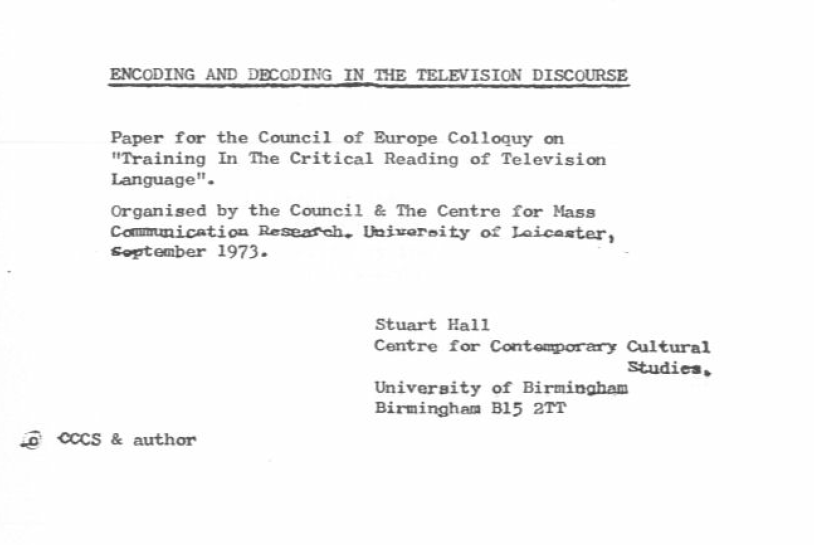 ENCODING AND DECODING IN THE TELEVISION DISCOURSE
Paper for the Council of Europe Colloquy on
"Training In The Critical Reading of Television
Language".
Organised by the Council & The Centre for Mass
Communication Research. University of Leicester,
September 1973.
Stuart Hall
Centre for Contemporary Cultural
Studies.
University of Birmingham
Birmingham B15 2TT
© CCCS & author